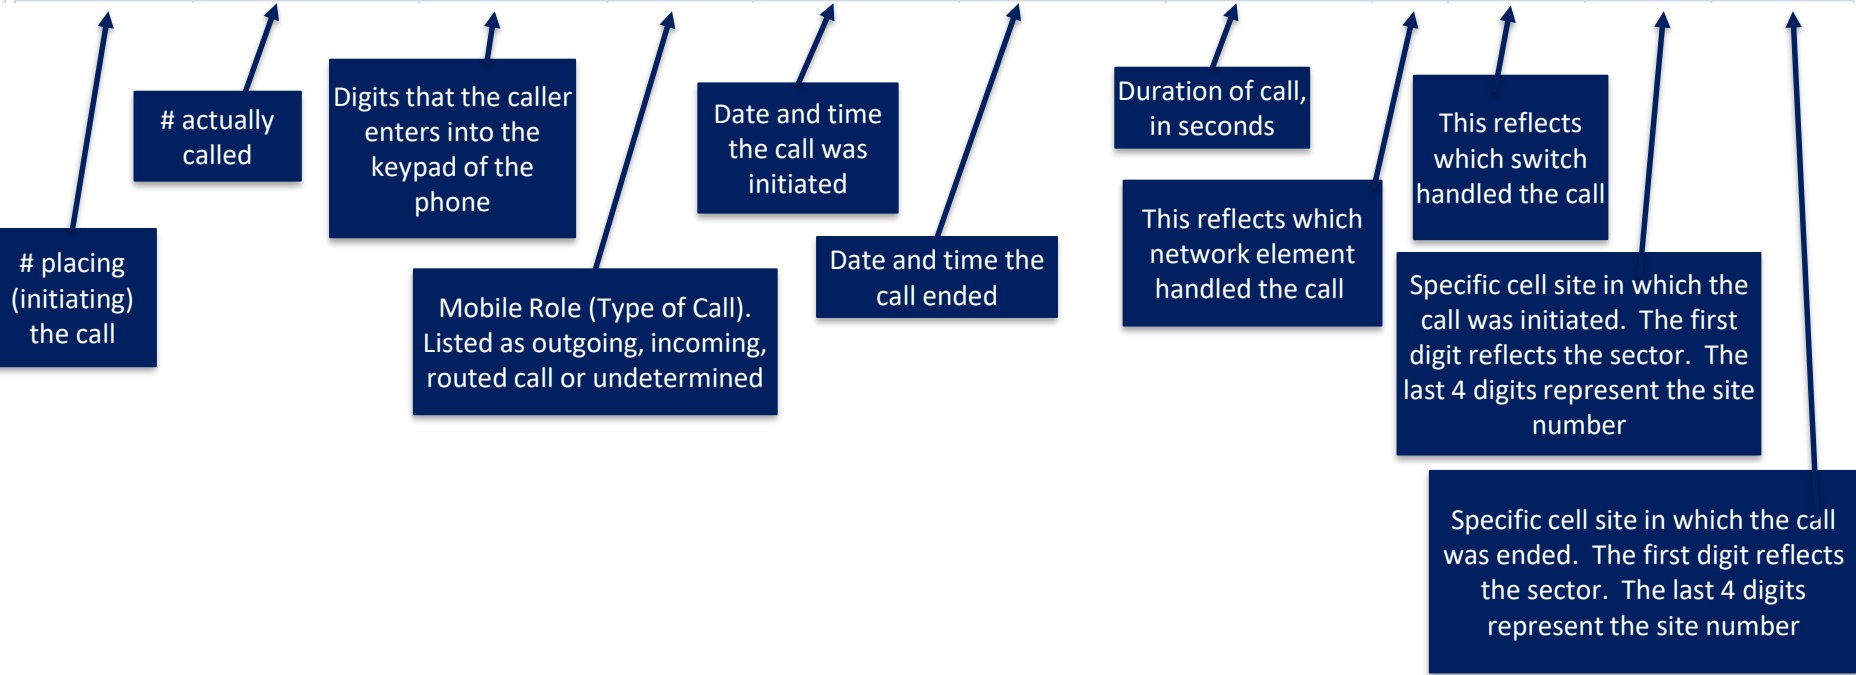 # placing
(initiating)
the call
# actually
called
Digits that the caller
enters into the
keypad of the
phone
Mobile Role (Type of Call).
Listed as outgoing, incoming,
routed call or undetermined
Date and time
the call was
initiated
Date and time the
call ended
Duration of call,
in seconds
This reflects which
network element
handled the call
This reflects
which switch
handled the call
Specific cell site in which the
call was initiated.  The first
digit reflects the sector.  The
last 4 digits represent the site
number
Specific cell site in which the call
was ended.  The first digit reflects
the sector.  The last 4 digits
represent the site number